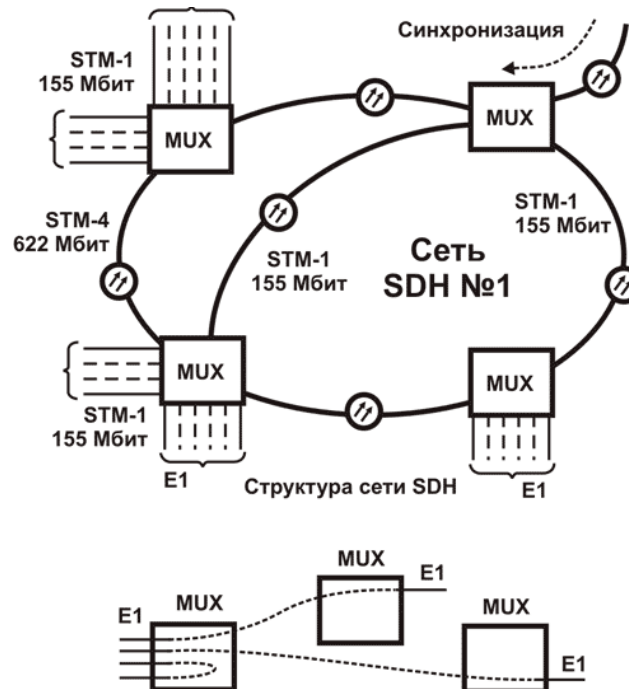 STM-1
155 Мбит
Синхронизация
MUX
MUX
STM-4
622 Мбит
STM-1
155 Мбит
STM-1
155 Мбит
Сеть
SDH №1
MUX
MUX
STM-1
155 Мбит
E1
Структура сети SDH
E1
MUX
E1
E1
MUX
MUX
E1